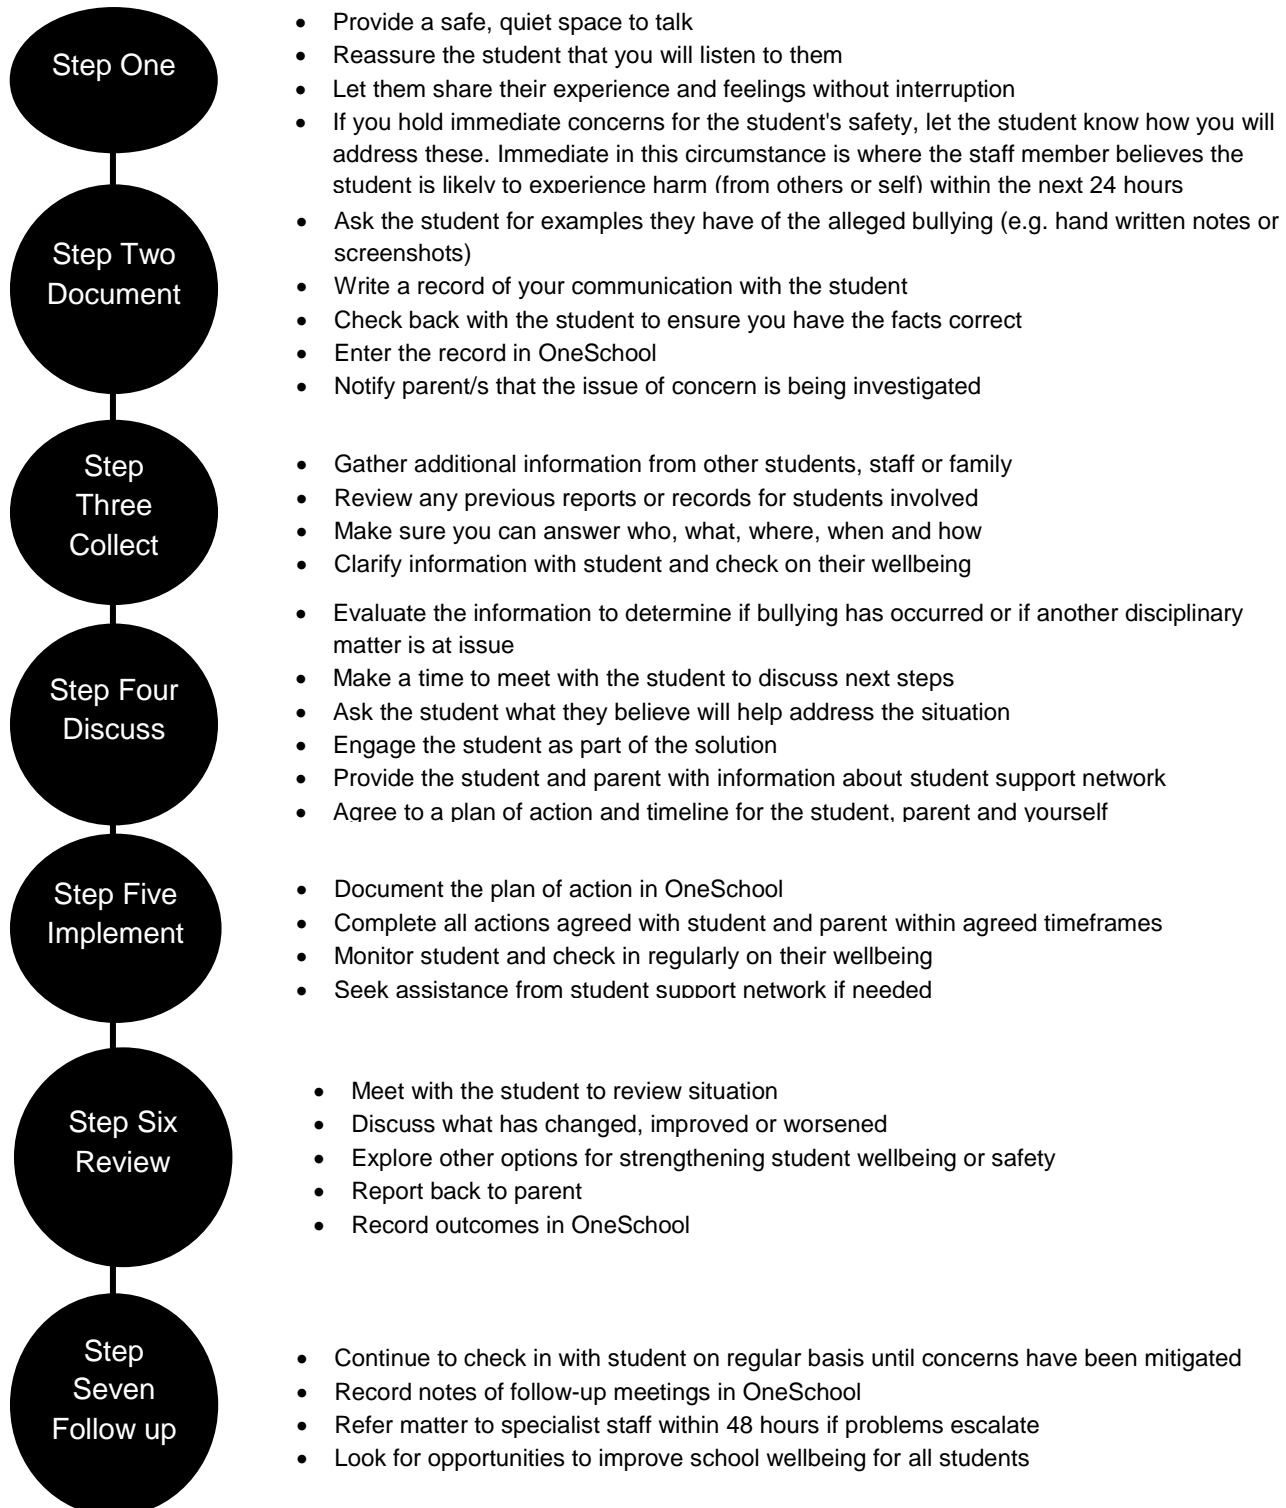 Step One
• Provide a safe, quiet space to talk
• Reassure the student that you will listen to them
• Let them share their experience and feelings without interruption
• If you hold immediate concerns for the student's safety, let the student know how you will
address these. Immediate in this circumstance is where the staff member believes the
student is likely to experience harm (from others or self) within the next 24 hours
Step Two
Document
• Ask the student for examples they have of the alleged bullying (e.g. hand written notes or
screenshots)
• Write a record of your communication with the student
• Check back with the student to ensure you have the facts correct
• Enter the record in OneSchool
• Notify parent/s that the issue of concern is being investigated
Step
Three
Collect
• Gather additional information from other students, staff or family
• Review any previous reports or records for students involved
• Make sure you can answer who, what, where, when and how
• Clarify information with student and check on their wellbeing
Step Four
Discuss
• Evaluate the information to determine if bullying has occurred or if another disciplinary
matter is at issue
• Make a time to meet with the student to discuss next steps
• Ask the student what they believe will help address the situation
• Engage the student as part of the solution
• Provide the student and parent with information about student support network
• Agree to a plan of action and timeline for the student, parent and yourself
Step Five
Implement
• Document the plan of action in OneSchool
• Complete all actions agreed with student and parent within agreed timeframes
• Monitor student and check in regularly on their wellbeing
• Seek assistance from student support network if needed
Step Six
Review
• Meet with the student to review situation
• Discuss what has changed, improved or worsened
• Explore other options for strengthening student wellbeing or safety
• Report back to parent
• Record outcomes in OneSchool
Step
Seven
Follow up
• Continue to check in with student on regular basis until concerns have been mitigated
• Record notes of follow-up meetings in OneSchool
• Refer matter to specialist staff within 48 hours if problems escalate
• Look for opportunities to improve school wellbeing for all students